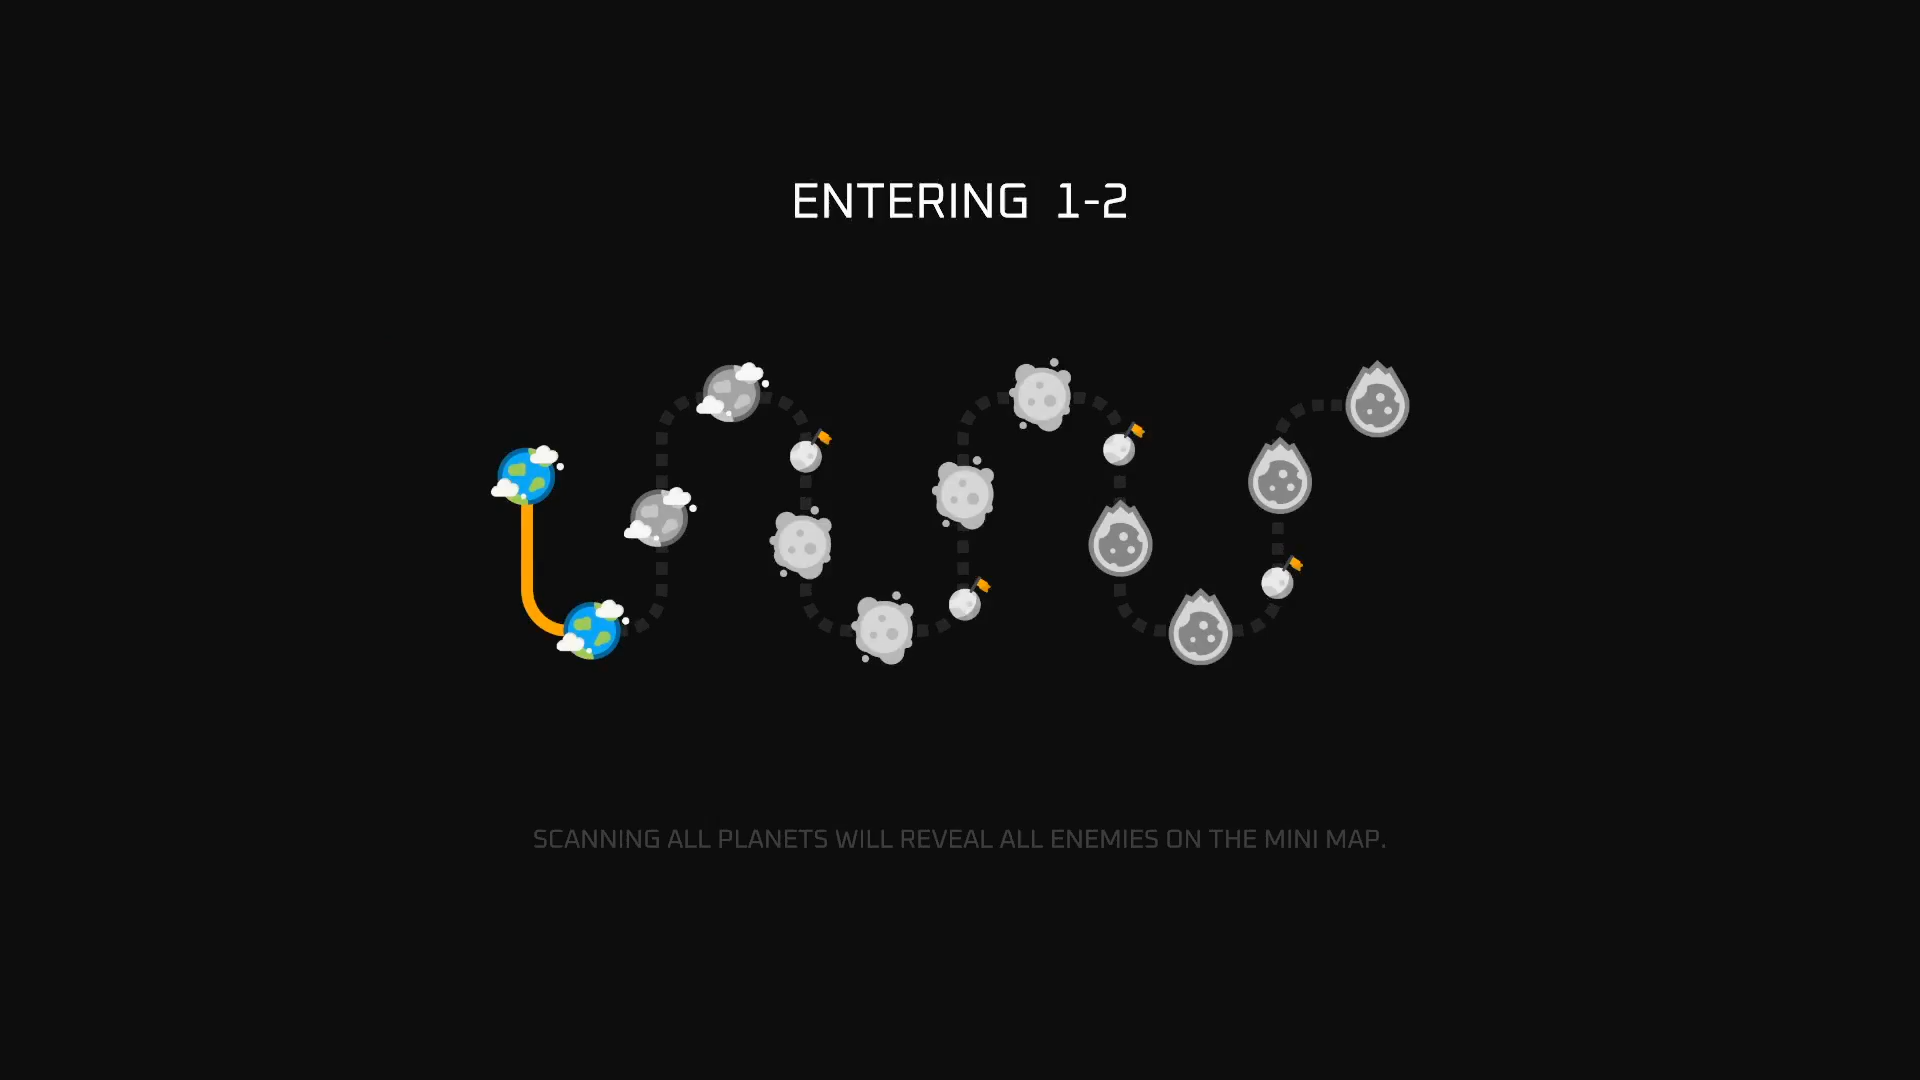 ENTERING 1-2
SCANNING ALL PLANETS WILL REVEAL ALL ENEMIES ON THE MINI MAP.